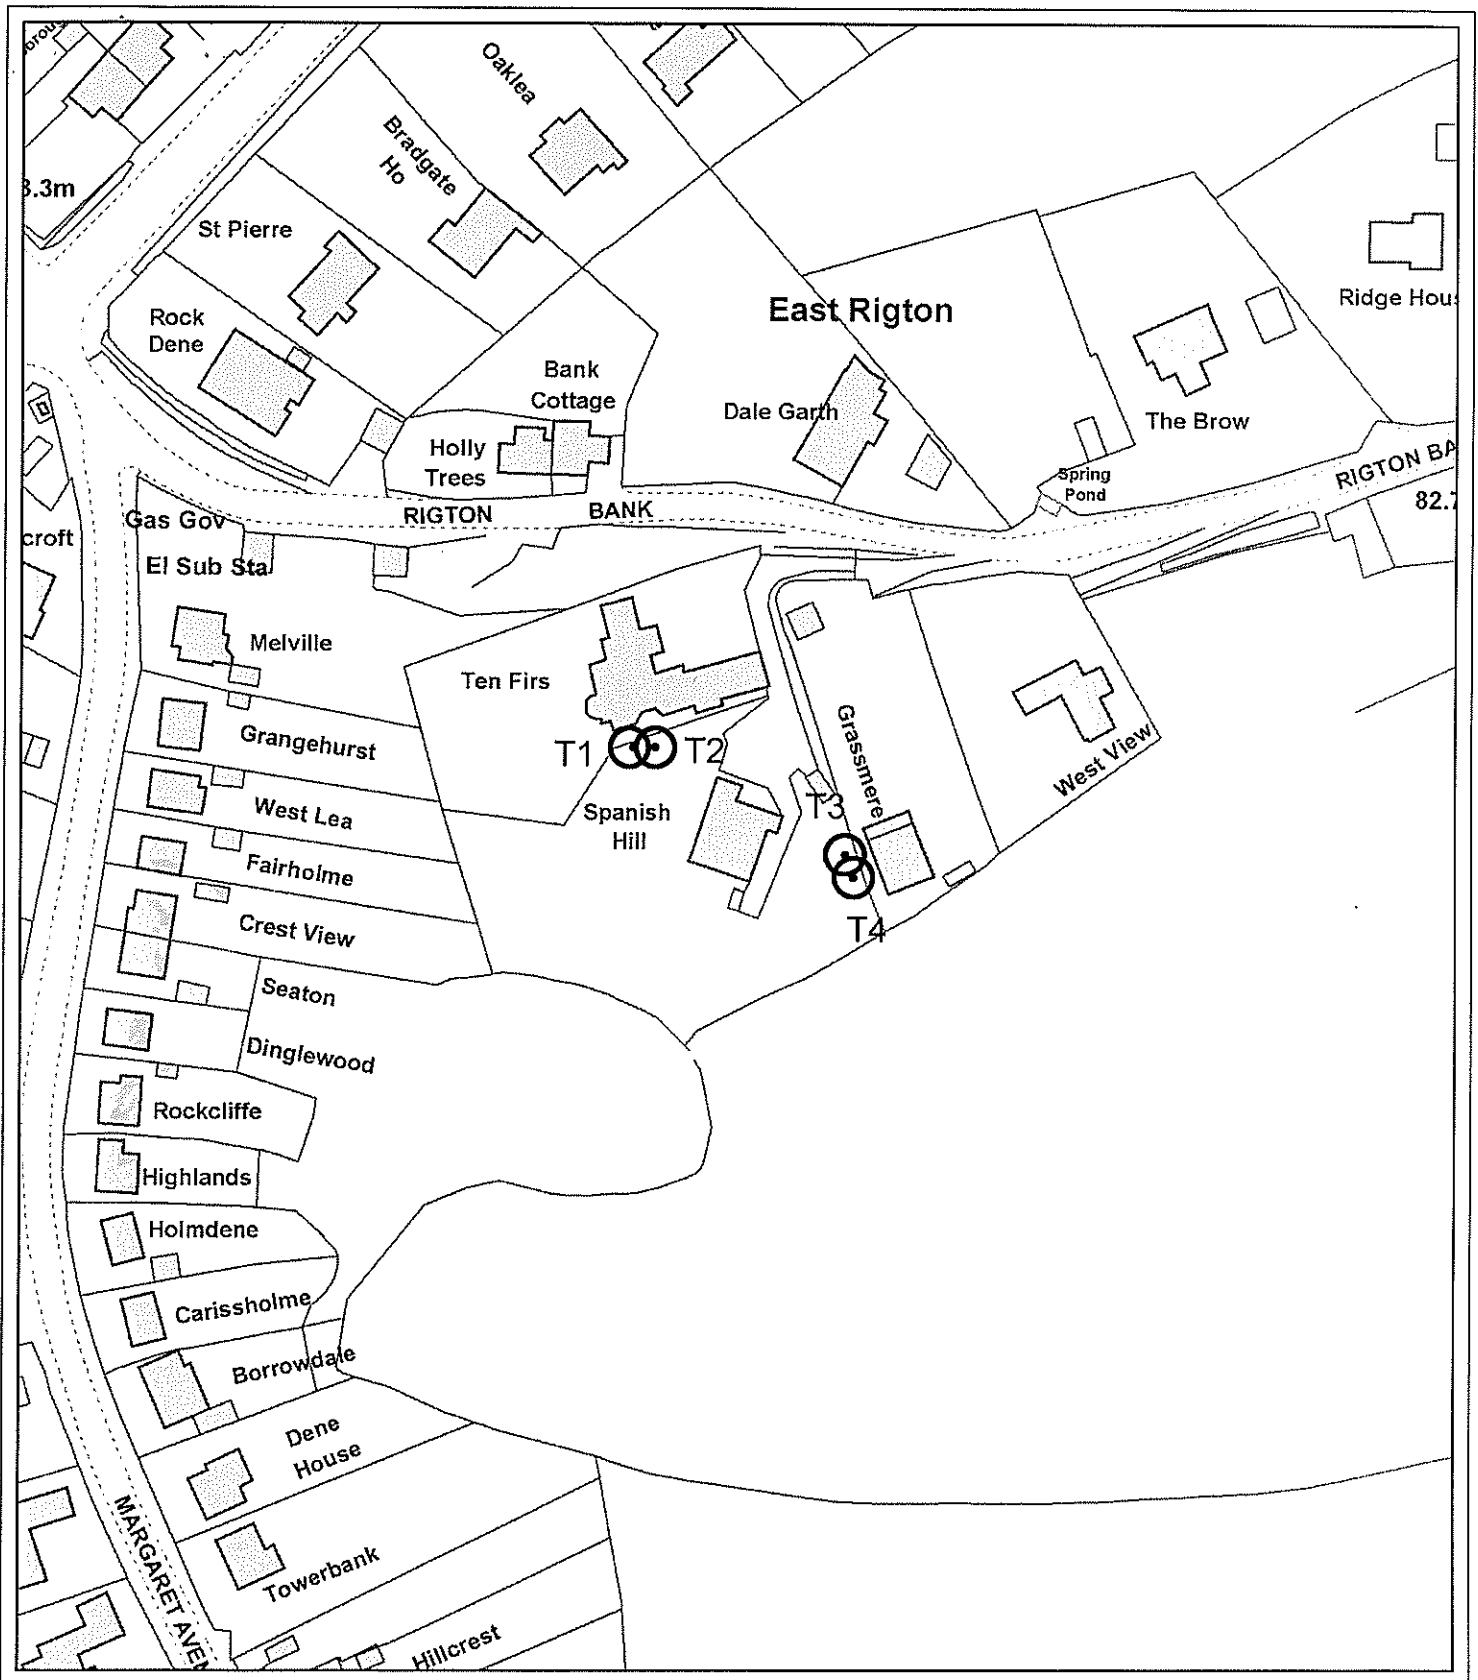 Oaklea
Bradgate
Ho
3.3m
St Pierre
East Rigton
Ridge Hous
Rock
Dene
Bank
Cottage
Dale Garth
The Brow
Holly
Trees
Spring
Pond
RIGTON BA
82.7
RIGTON BANK
Gas Gov
croft
El Sub Sta
Melville
Ten Firs
Grangehurst
T1
T2
Grassmere
West View
West Lea
Spanish
Hill
T3
Fairholme
Crest View
T4
Seaton
Dinglewood
Rockcliffe
Highlands
Holmdene
Carissholme
Borrowdale
Dene
House
MARGARET AVEN
Towerbank
Hillcrest